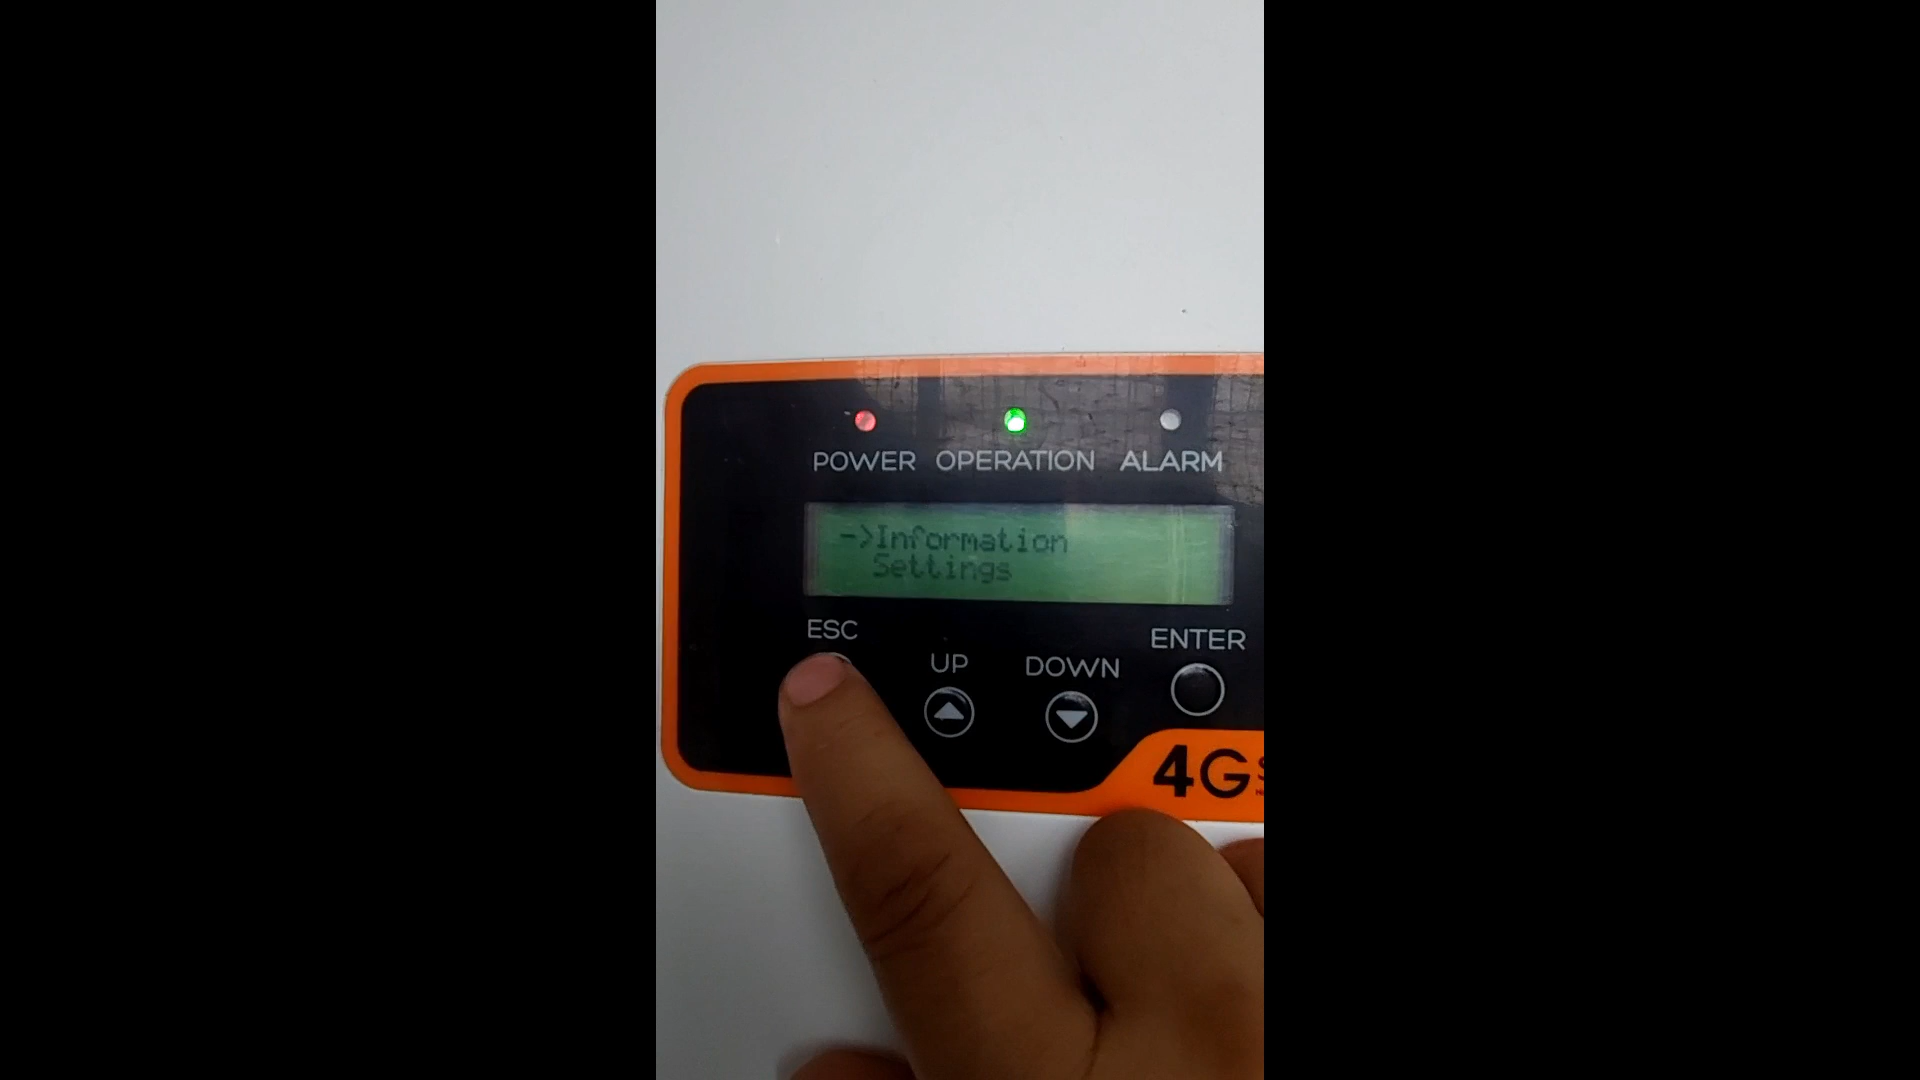 POWER OPERATION ALARM
->Information
Settings
ESC UP DOWN ENTER
4G